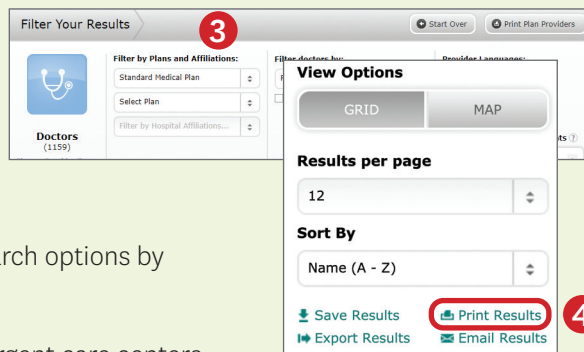 Filter Your Results
3
Start Over
Print Plan Providers
Filter by Plans and Affiliations:
Filter doctors by:
Provider Languages:
Standard Medical Plan
Select Plan
Filter by Hospital Affiliations...
Doctors
(1159)
View Options
GRID
MAP
Results per page
12
Sort By
Name (A - Z)
Save Results
Print Results
4
Export Results
Email Results
arch options by
rgent care centers